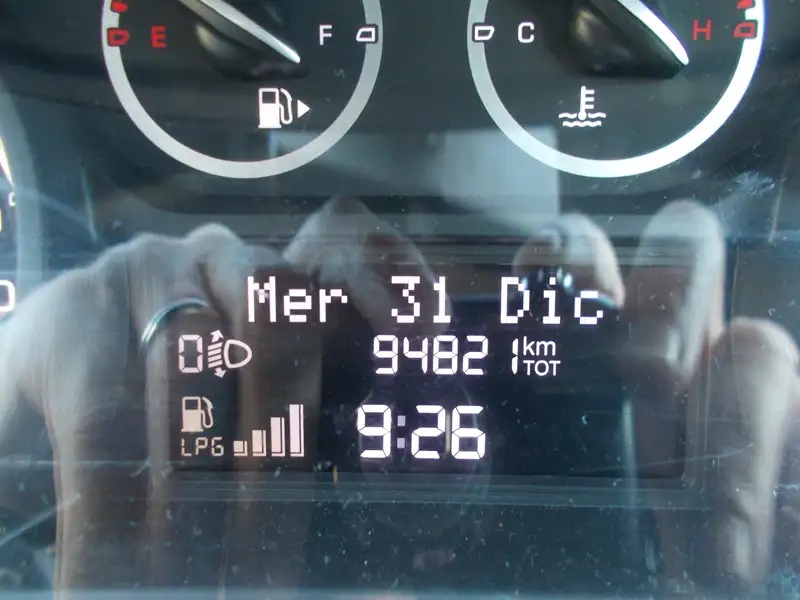 E F C H
Mer 31 Dic
0 94821 km TOT
LPG 9:26